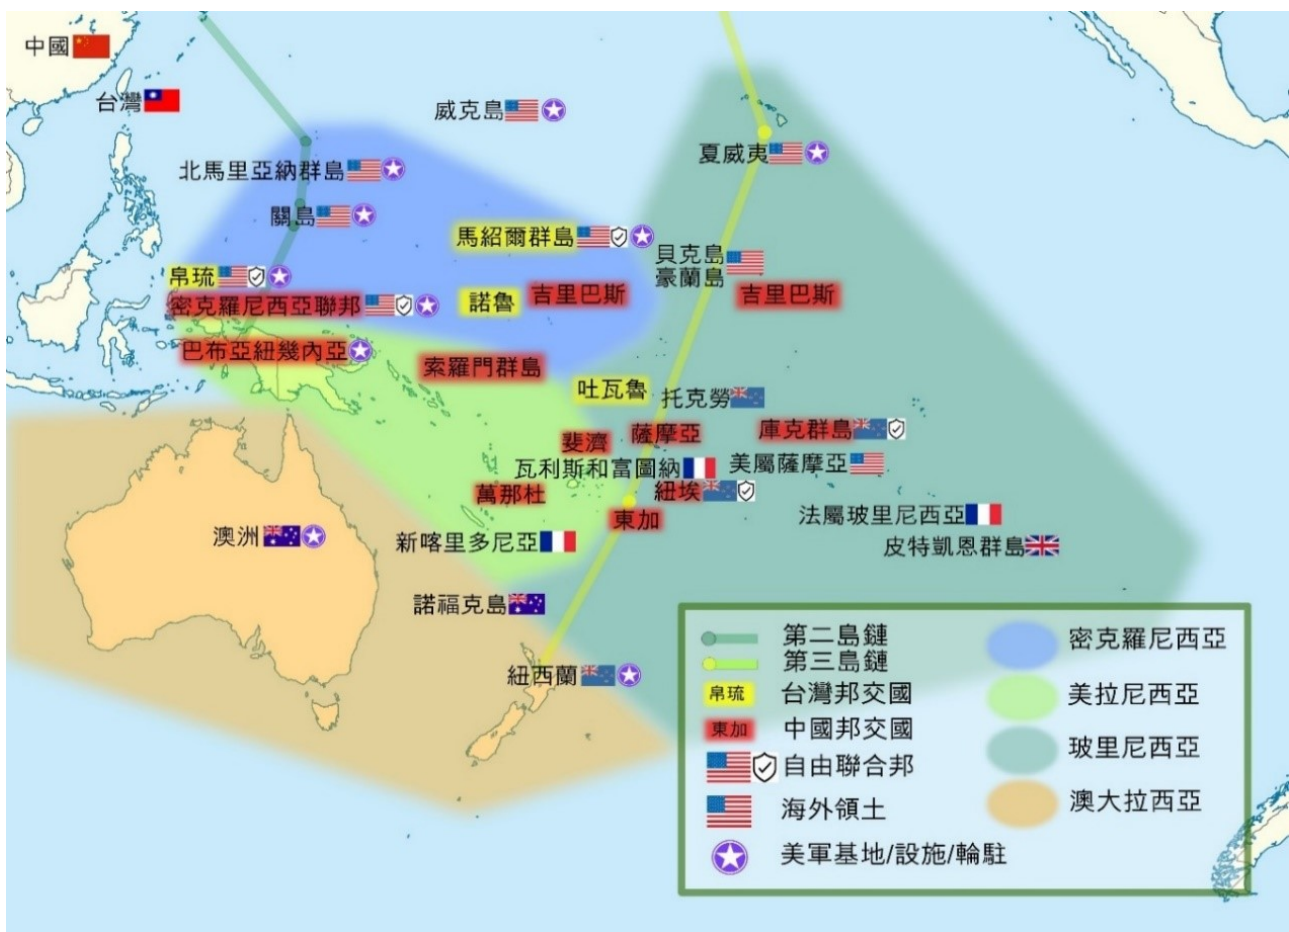 中國
台灣
威克島
夏威夷
北馬里亞納群島
關島
馬紹爾群島
貝克島
豪蘭島
帛琉
密克羅尼西亞聯邦
諾魯
吉里巴斯
吉里巴斯
巴布亞紐幾內亞
索羅門群島
吐瓦魯
托克勞
斐濟
薩摩亞
庫克群島
瓦利斯和富圖納
美屬薩摩亞
萬那杜
紐埃
東加
法屬玻里尼西亞
澳洲
新喀里多尼亞
皮特凱恩群島
諾福克島
紐西蘭
第二島鏈
第三島鏈
帛琉 台灣邦交國
東加 中國邦交國
自由聯合邦
海外領土
美軍基地/設施/輪駐
密克羅尼西亞
美拉尼西亞
玻里尼西亞
澳大拉西亞